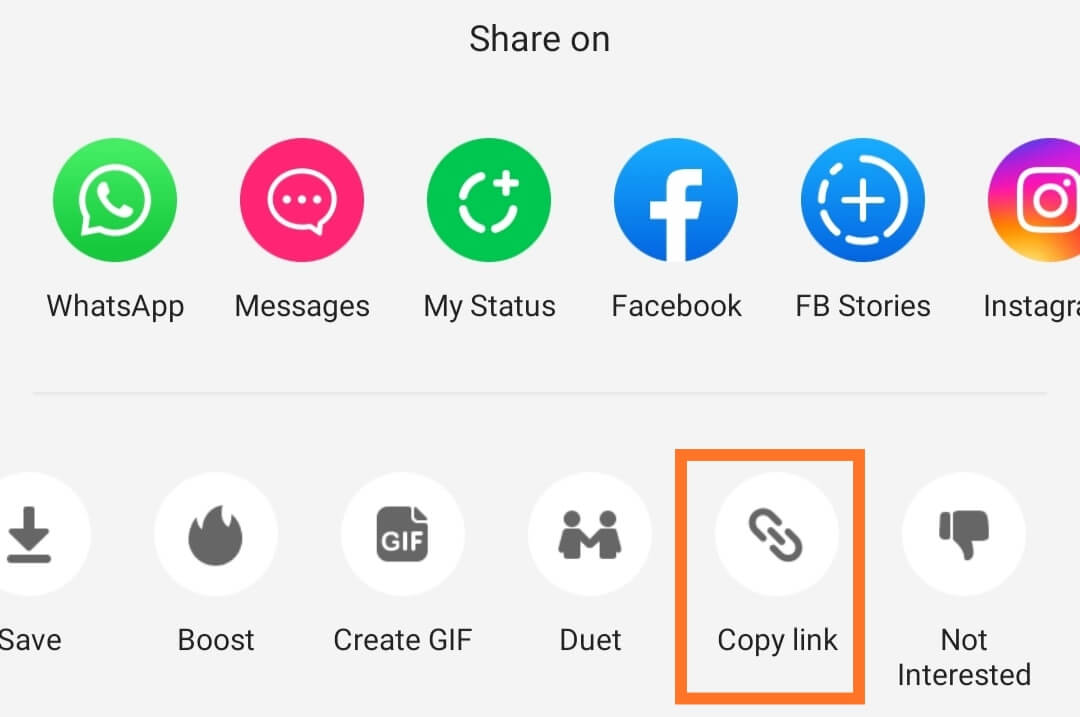 Share on
WhatsApp Messages My Status Facebook FB Stories Instagra
GIF
Save Boost Create GIF Duet Copy link Not
Interested